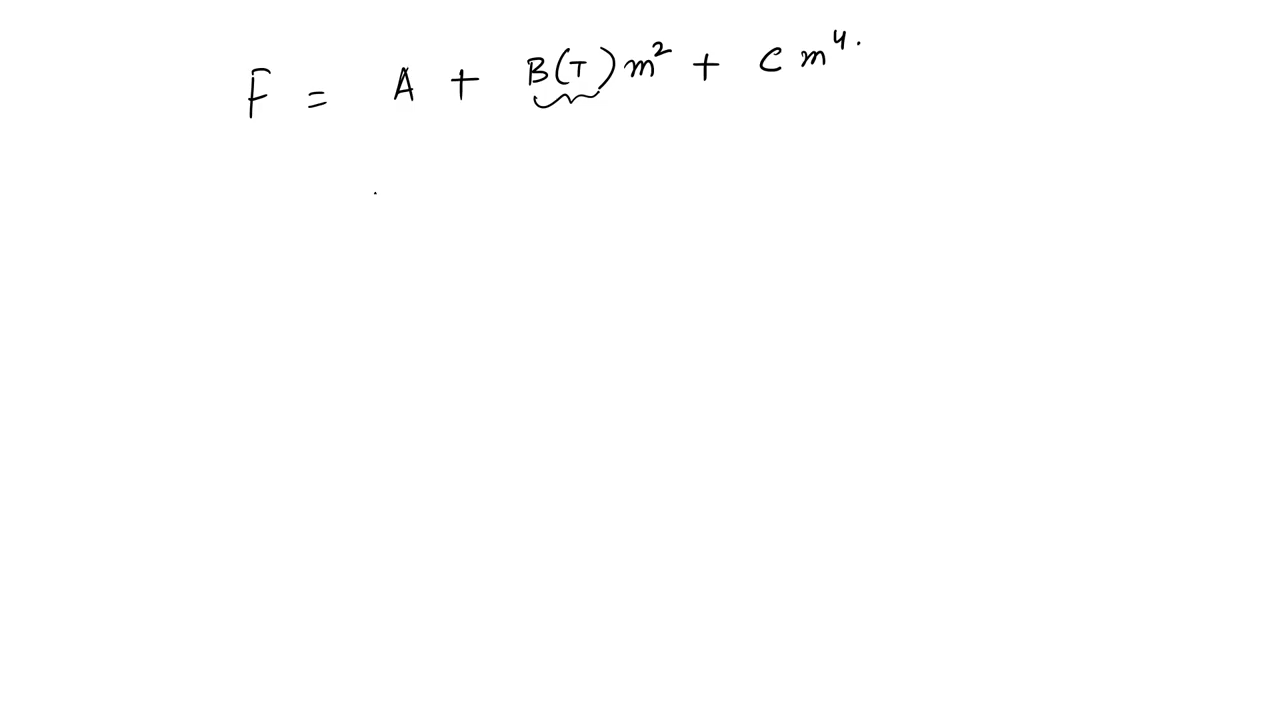 F = A + B(T) m² + C m⁴.